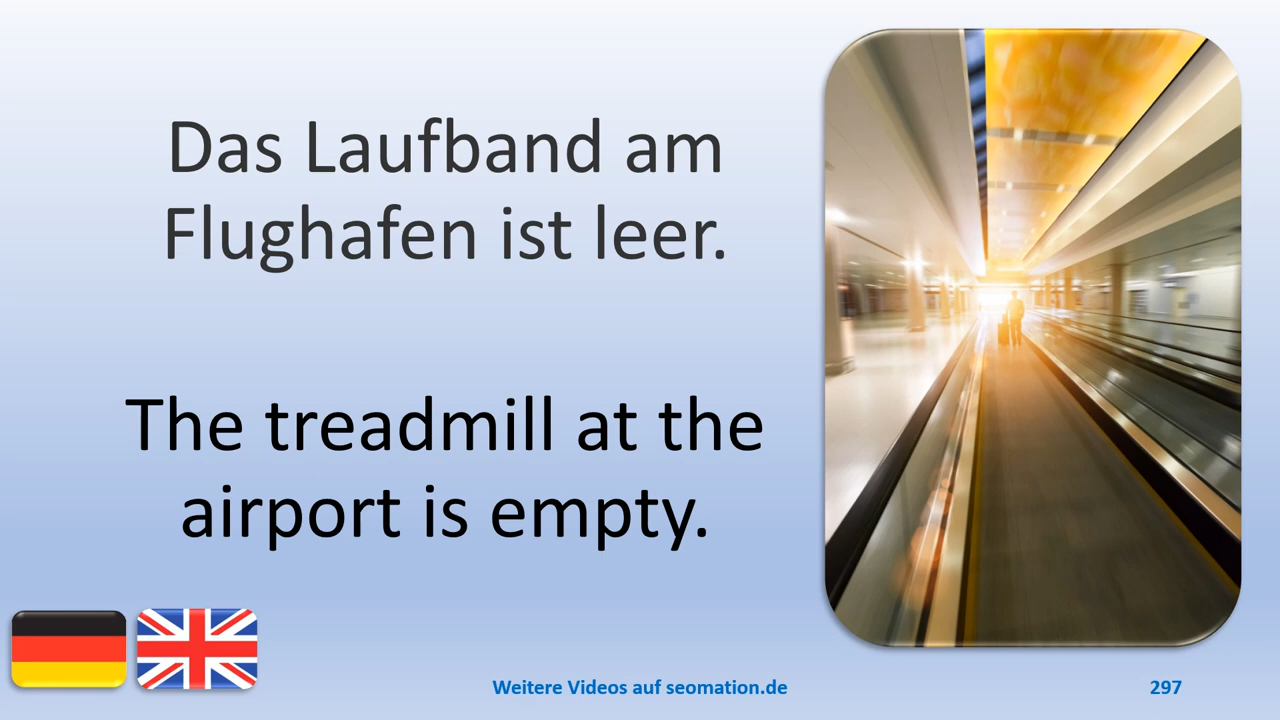 Das Laufband am
Flughafen ist leer.
The treadmill at the
airport is empty.
Weitere Videos auf seomation.de
297